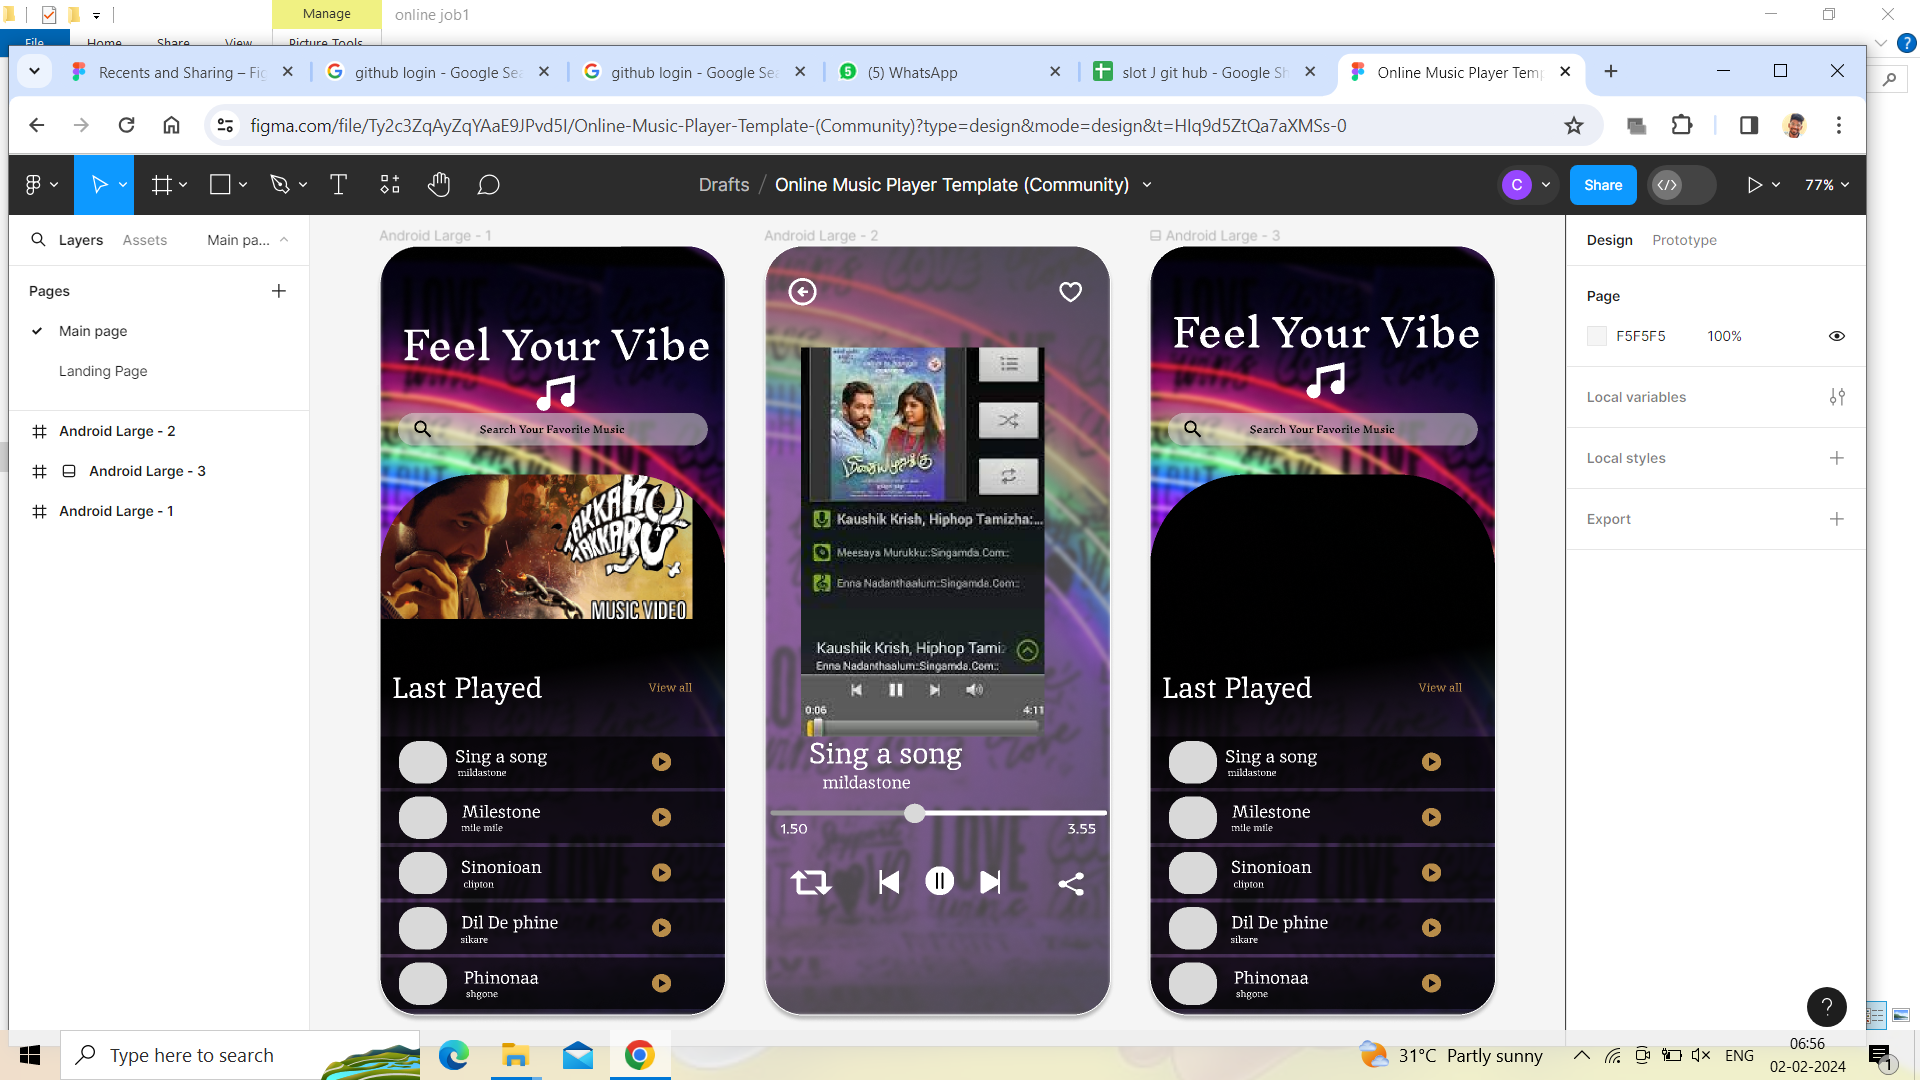 Manage
online job1
File
Home
Share
View
Picture Tools
Recents and Sharing – Fig
github login - Google Sea
github login - Google Sea
(5) WhatsApp
slot J git hub - Google Sh
Online Music Player Temp
figma.com/file/Ty2c3ZqAyZqYAaE9JPvd5I/Online-Music-Player-Template-(Community)?type=design&mode=design&t=HIq9d5ZtQa7aXMSs-0
Drafts / Online Music Player Template (Community)
C
Share
77%
Layers
Assets
Main pa...
Pages
Main page
Landing Page
Android Large - 2
Android Large - 3
Android Large - 1
Android Large - 1
Feel Your Vibe
Search Your Favorite Music
TAKKARU TAKKARU
MUSIC VIDEO
Last Played
View all
Sing a song
mildastone
Milestone
mile mile
Sinonioan
clipton
Dil De phine
sikare
Phinonaa
shgone
Android Large - 2
மீசைய முறுக்கு
Kaushik Krish, Hiphop Tamizha:...
Meesaya Murukku::Singamda.Com::
Enna Nadanthaalum::Singamda.Com::
Kaushik Krish, Hiphop Tami:
Enna Nadanthaalum::Singamda.Com::
0:06
4:11
Sing a song
mildastone
1.50
3.55
Android Large - 3
Feel Your Vibe
Search Your Favorite Music
Last Played
View all
Sing a song
mildastone
Milestone
mile mile
Sinonioan
clipton
Dil De phine
sikare
Phinonaa
shgone
Design
Prototype
Page
F5F5F5
100%
Local variables
Local styles
Export
?
Type here to search
31°C Partly sunny
ENG
06:56
02-02-2024
1